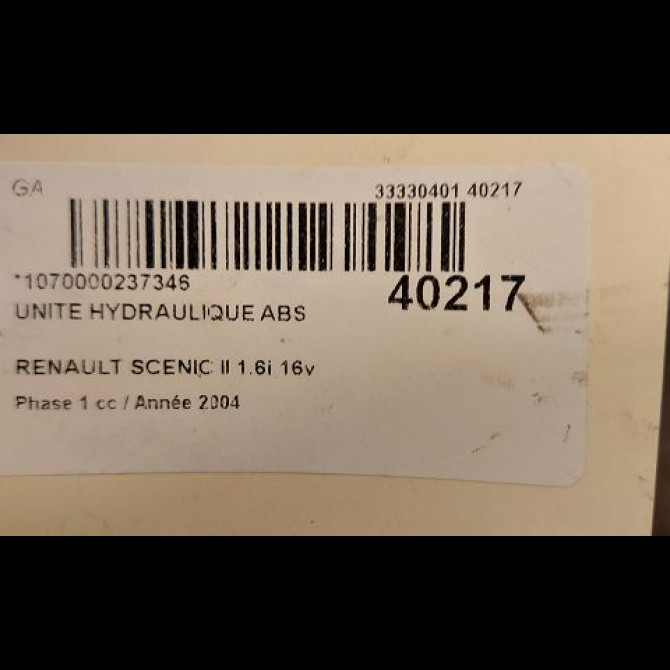 GA
33330401 40217
*1070000237346
40217
UNITE HYDRAULIQUE ABS
RENAULT SCENIC II 1.6i 16v
Phase 1 cc / Année 2004